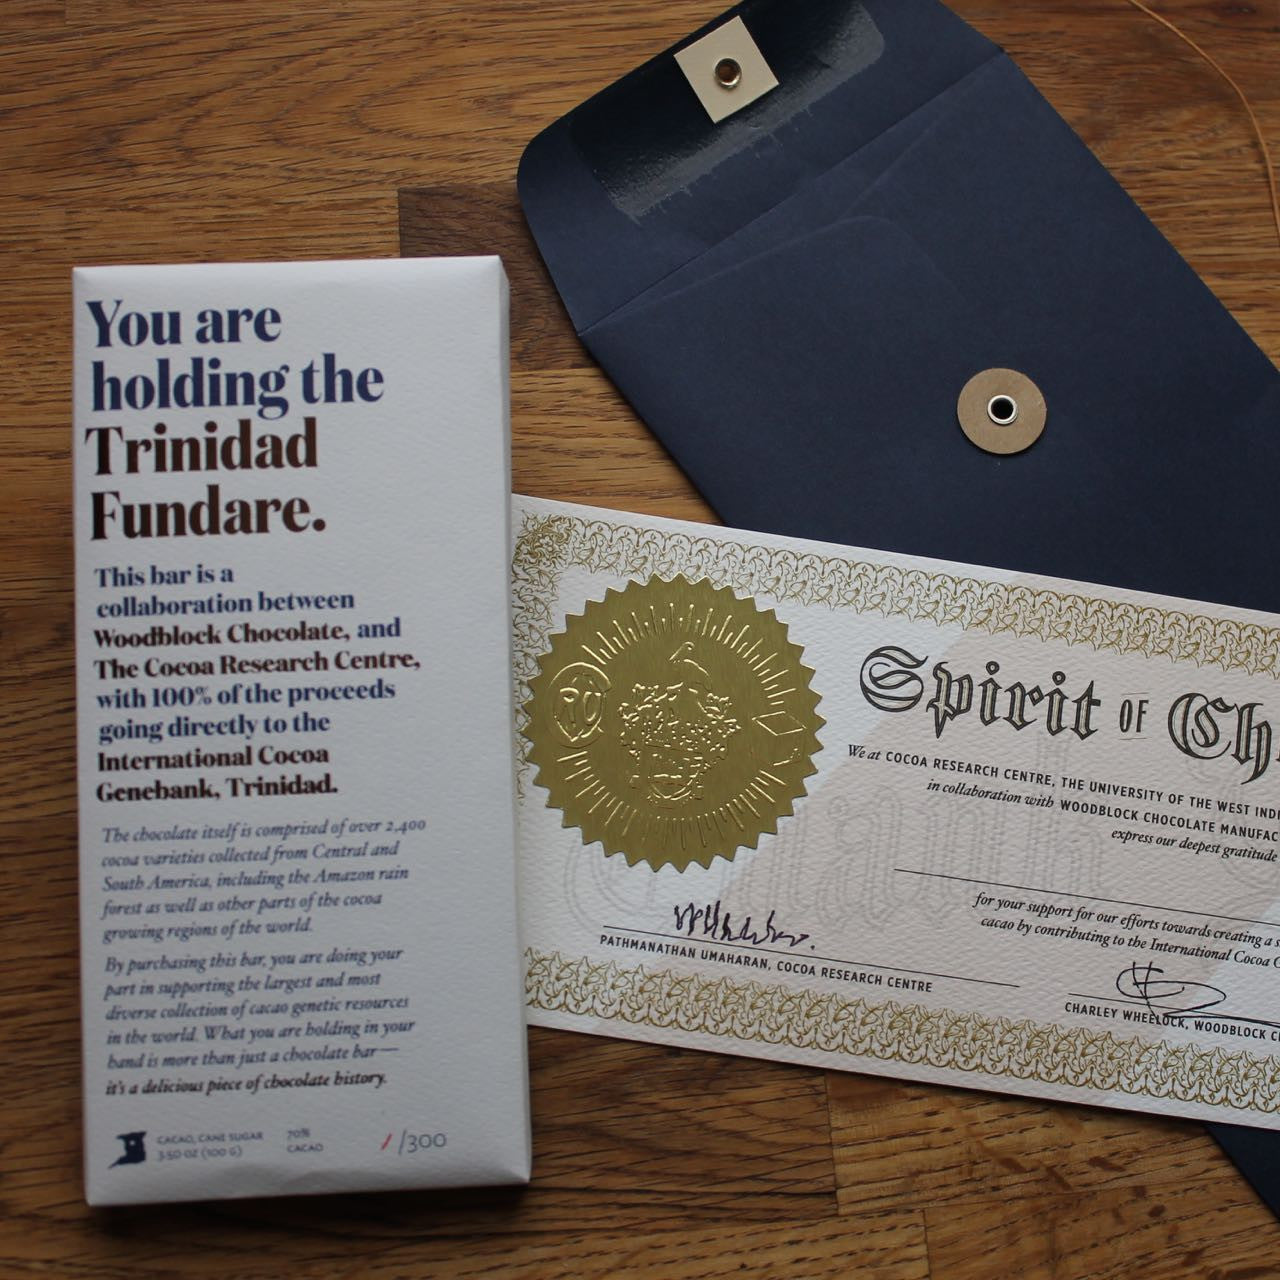 You are
holding the
Trinidad
Fundare.
This bar is a
collaboration between
Woodblock Chocolate, and
The Cocoa Research Centre,
with 100% of the proceeds
going directly to the
International Cocoa
Genebank, Trinidad.
The chocolate itself is comprised of over 2,400
cocoa varieties collected from Central and
South America, including the Amazon rain
forest as well as other parts of the cocoa
growing regions of the world.
By purchasing this bar, you are doing your
part in supporting the largest and most
diverse collection of cacao genetic resources
in the world. What you are holding in your
hand is more than just a chocolate bar—
it's a delicious piece of chocolate history.
CACAO, CANE SUGAR
3.50 OZ (100 G)
70%
CACAO
1/300
Spirit OF Ch
We at COCOA RESEARCH CENTRE, THE UNIVERSITY OF THE WEST INDI
in collaboration with WOODBLOCK CHOCOLATE MANUFAC
express our deepest gratitude
for your support for our efforts towards creating a s
cacao by contributing to the International Cocoa G
PATHMANATHAN UMAHARAN, COCOA RESEARCH CENTRE
CHARLEY WHEELOCK, WOODBLOCK C